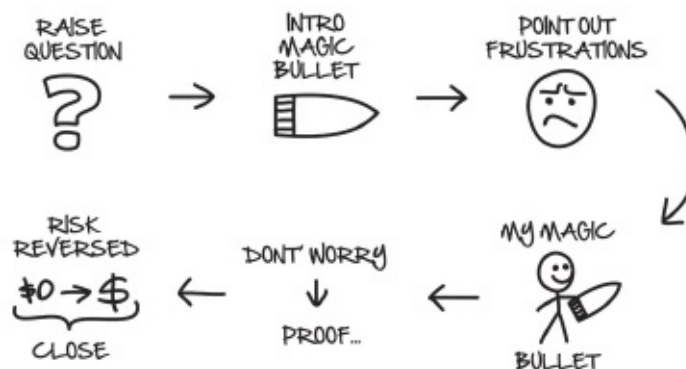 RAISE
QUESTION
?
INTRO
MAGIC
BULLET
POINT OUT
FRUSTRATIONS
MY MAGIC
BULLET
DONT' WORRY
PROOF...
RISK
REVERSED
$0 → $
CLOSE